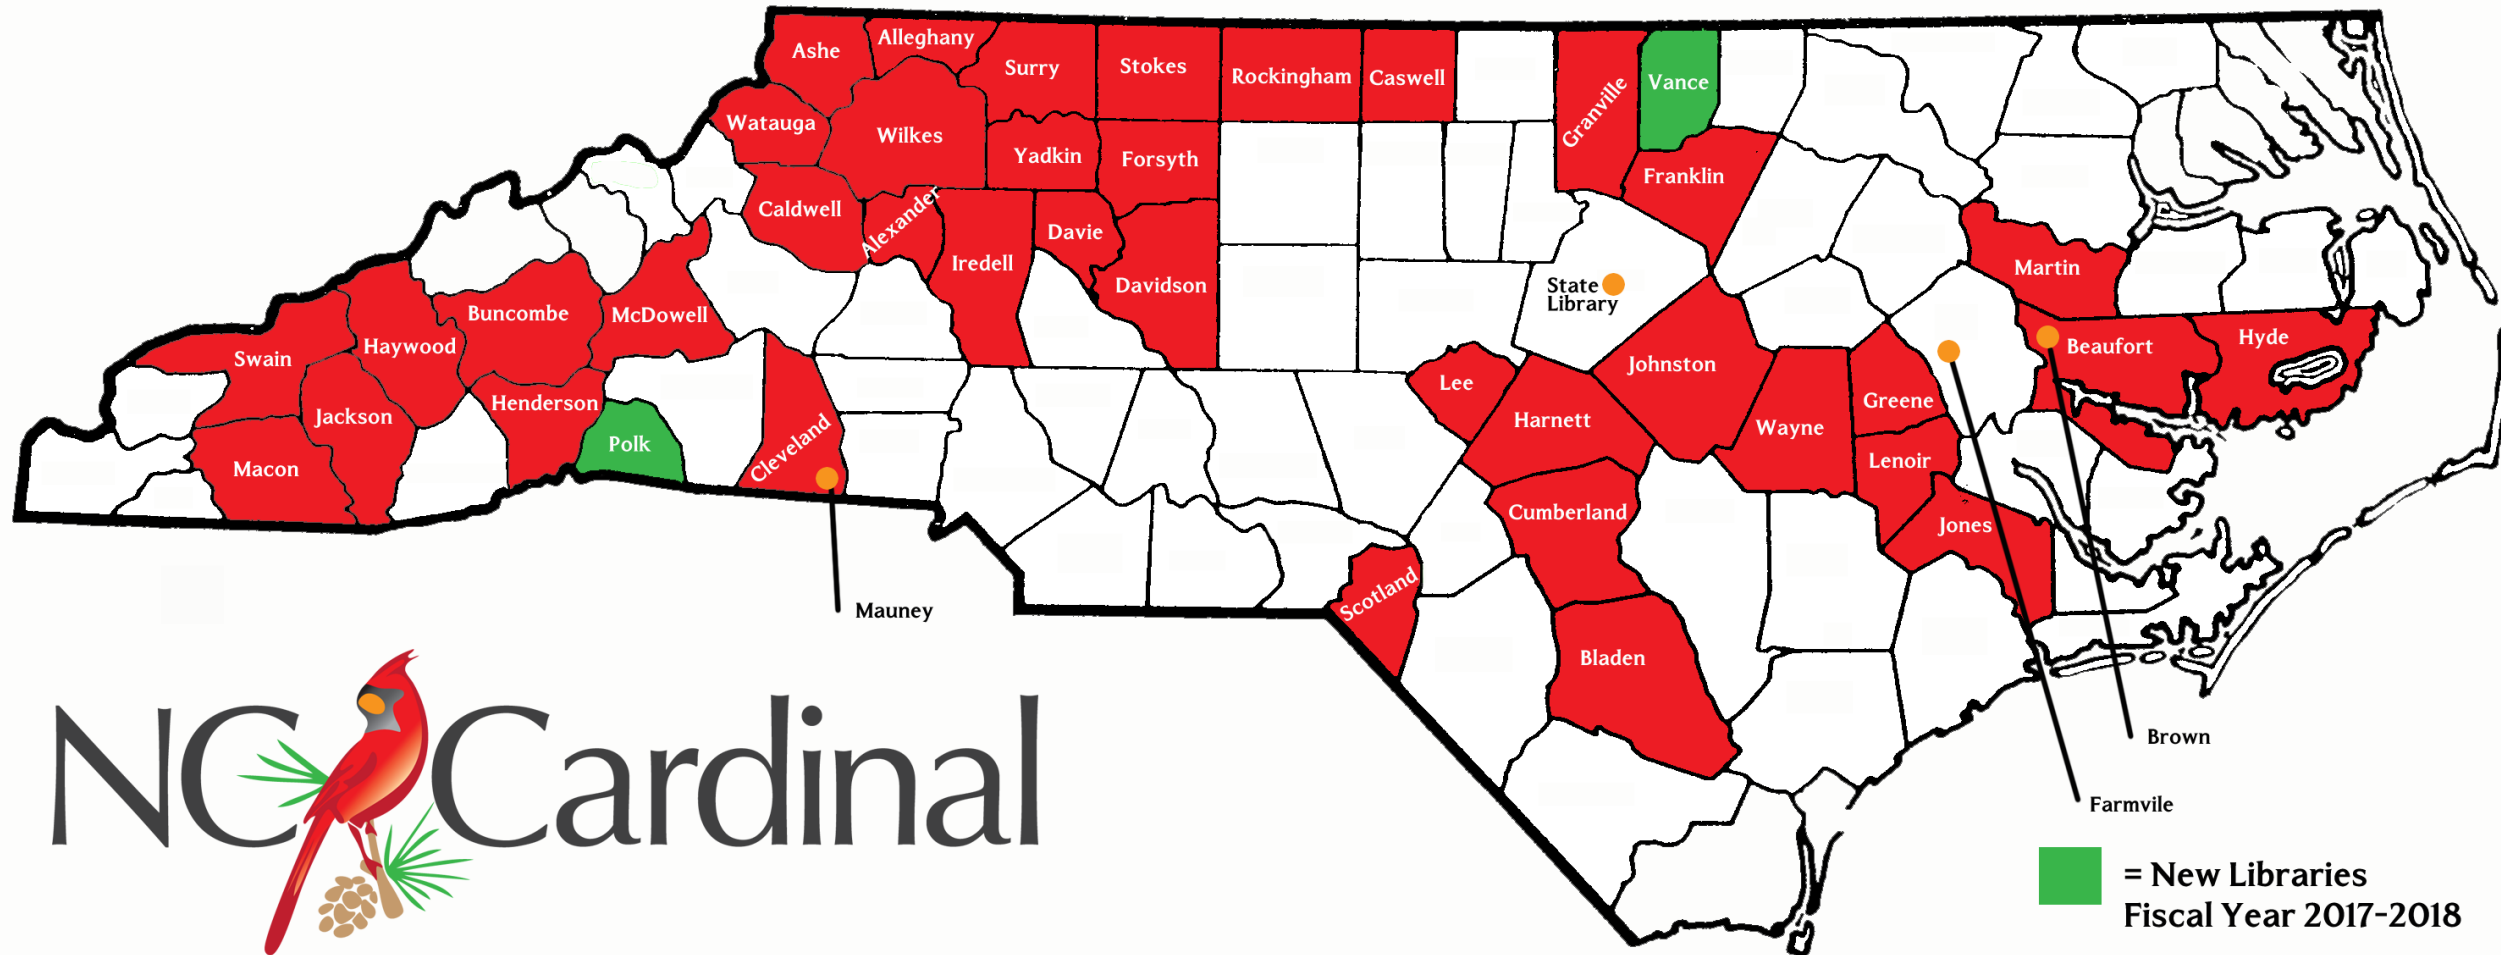 Ashe
Alleghany
Surry
Stokes
Rockingham
Caswell
Granville
Vance
Watauga
Wilkes
Yadkin
Forsyth
Franklin
Caldwell
Alexander
Iredell
Davie
Davidson
State
Library
Martin
Swain
Haywood
Buncombe
McDowell
Beaufort
Hyde
Jackson
Henderson
Polk
Cleveland
Lee
Harnett
Johnston
Wayne
Greene
Macon
Lenoir
Cumberland
Jones
Scotland
Bladen
Mauney
Brown
Farmvile
NC Cardinal
= New Libraries
Fiscal Year 2017-2018